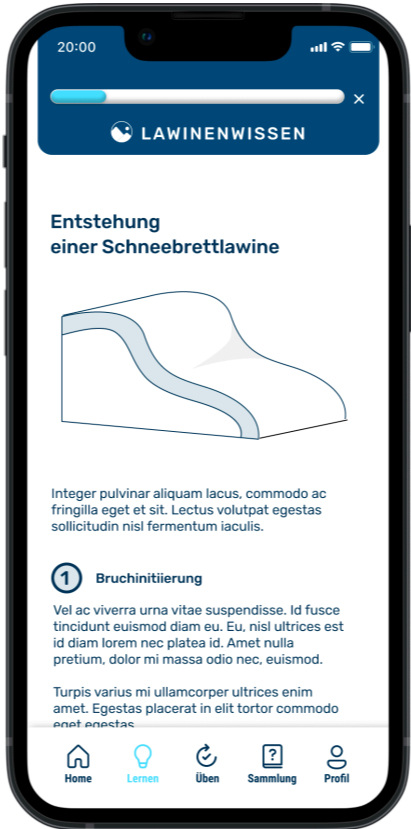 20:00
LAWINENWISSEN
Entstehung
einer Schneebrettlawine
Integer pulvinar aliquam lacus, commodo ac
fringilla eget et sit. Lectus volutpat egestas
sollicitudin nisl fermentum iaculis.
1 Bruchinitiierung
Vel ac viverra urna vitae suspendisse. Id fusce
tincidunt euismod diam eu. Eu, nisl ultrices est
id diam lorem nec platea id. Amet nulla
pretium, dolor mi massa odio nec, euismod.
Turpis varius mi ullamcorper ultrices enim
amet. Egestas placerat in elit tortor commodo
eget egestas
Home Lernen Üben Sammlung Profil